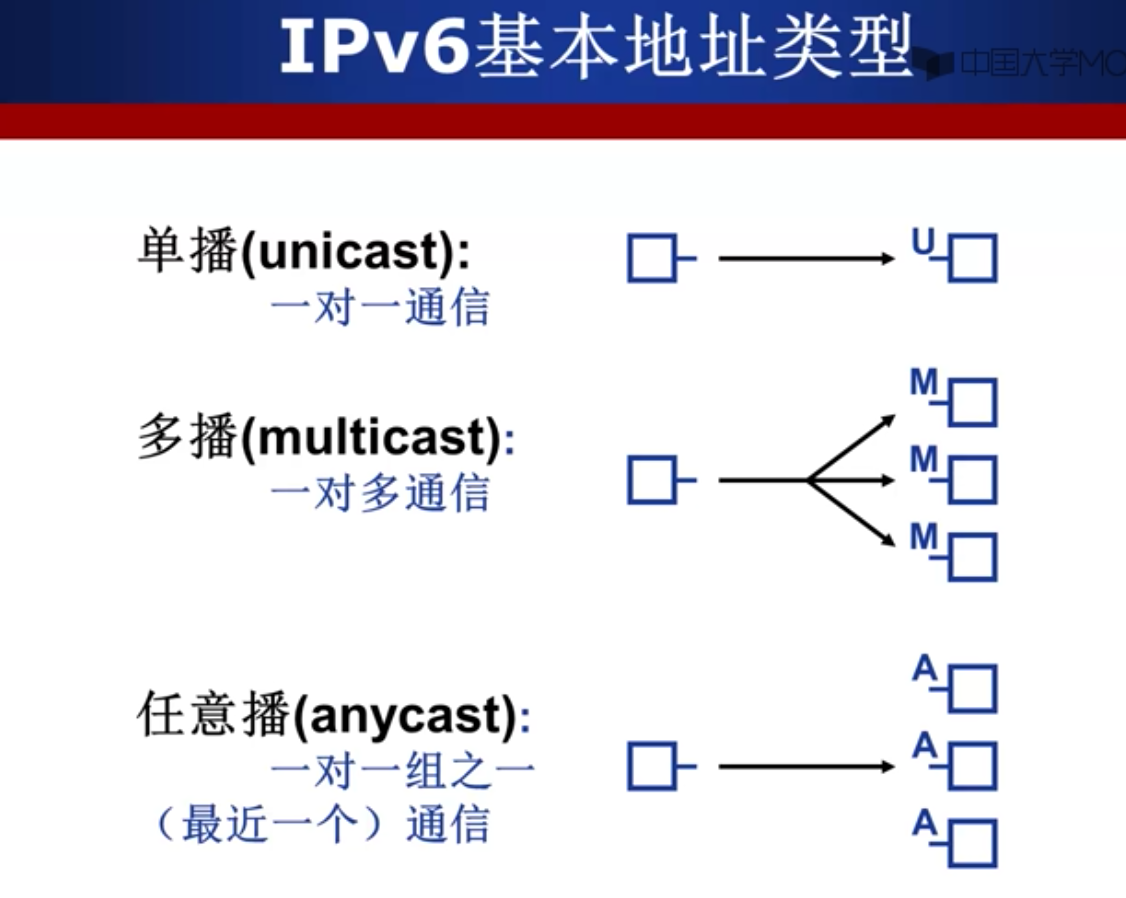 IPv6基本地址类型
中国大学MO
单播(unicast):
一对一通信
U
多播(multicast):
一对多通信
M
M
M
任意播(anycast):
一对一组之一
（最近一个）通信
A
A
A